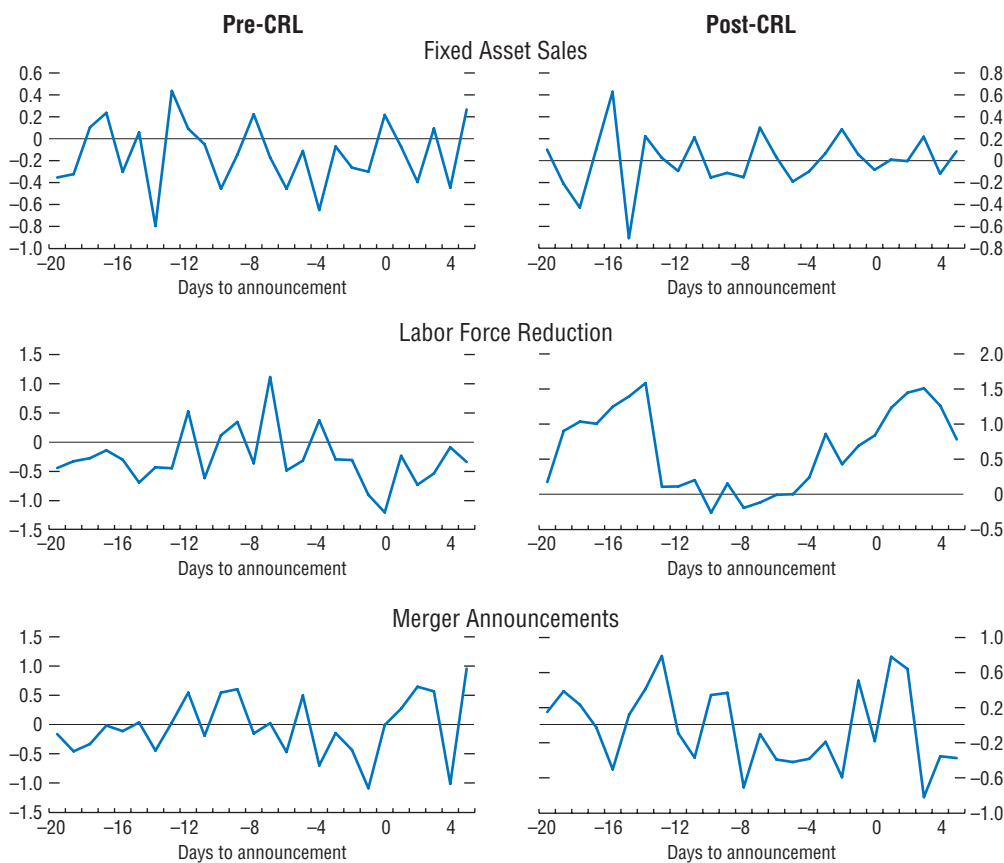 Pre-CRL Post-CRL
Fixed Asset Sales
0.6
0.4
0.2
0
–0.2
–0.4
–0.6
–0.8
–1.0
–20 –16 –12 –8 –4 0 4
Days to announcement
0.8
0.6
0.4
0.2
0
–0.2
–0.4
–0.6
–0.8
–20 –16 –12 –8 –4 0 4
Days to announcement
Labor Force Reduction
1.5
1.0
0.5
0
–0.5
–1.0
–1.5
–20 –16 –12 –8 –4 0 4
Days to announcement
2.0
1.5
1.0
0.5
0
–0.5
–20 –16 –12 –8 –4 0 4
Days to announcement
Merger Announcements
1.5
1.0
0.5
0
–0.5
–1.0
–1.5
–20 –16 –12 –8 –4 0 4
Days to announcement
1.0
0.6
0.2
–0.2
–0.6
–1.0
–20 –16 –12 –8 –4 0 4
Days to announcement